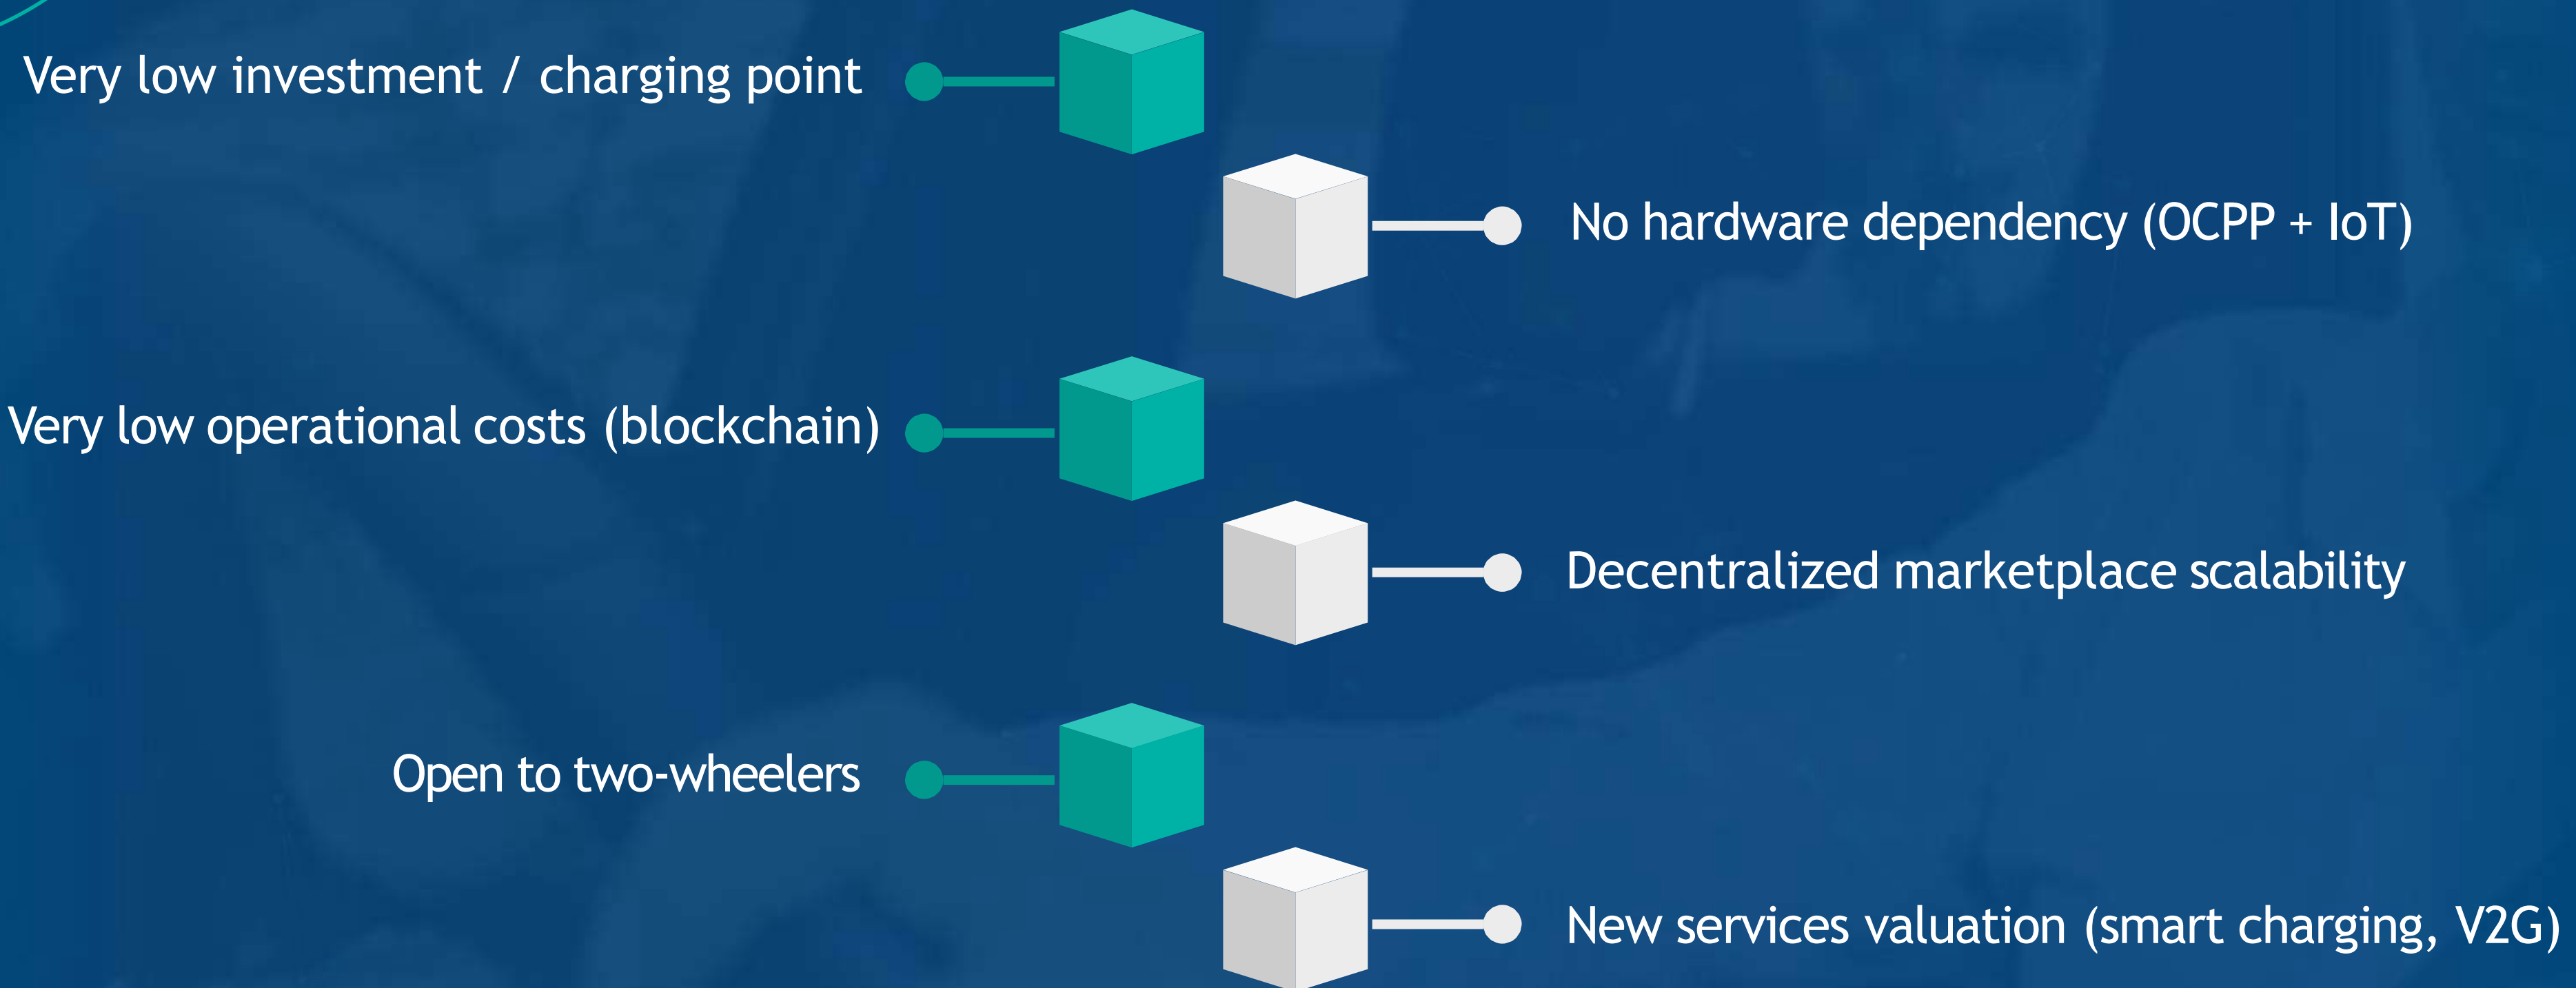 Very low investment / charging point
No hardware dependency (OCPP + IoT)
Very low operational costs (blockchain)
Decentralized marketplace scalability
Open to two-wheelers
New services valuation (smart charging, V2G)